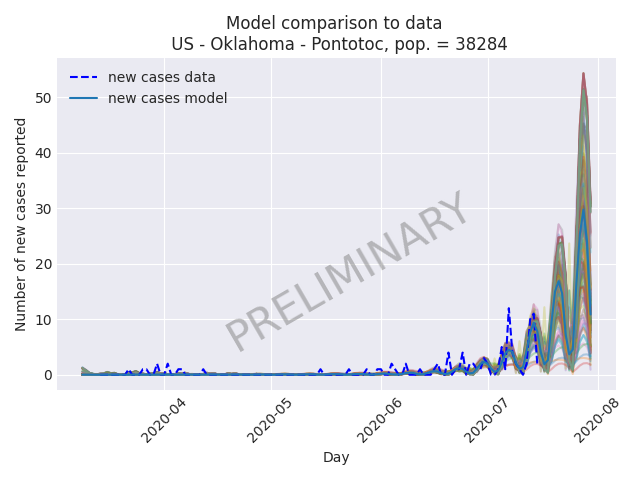 Model comparison to data
US - Oklahoma - Pontotoc, pop. = 38284
new cases data
new cases model
PRELIMINARY
Number of new cases reported
50
40
30
20
10
0
2020-04
2020-05
2020-06
2020-07
2020-08
Day